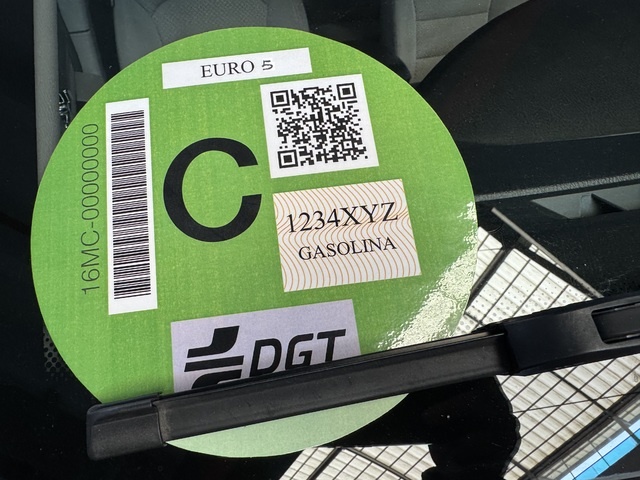 EURO 5
16MC-00000000
C
1234XYZ
GASOLINA
DGT